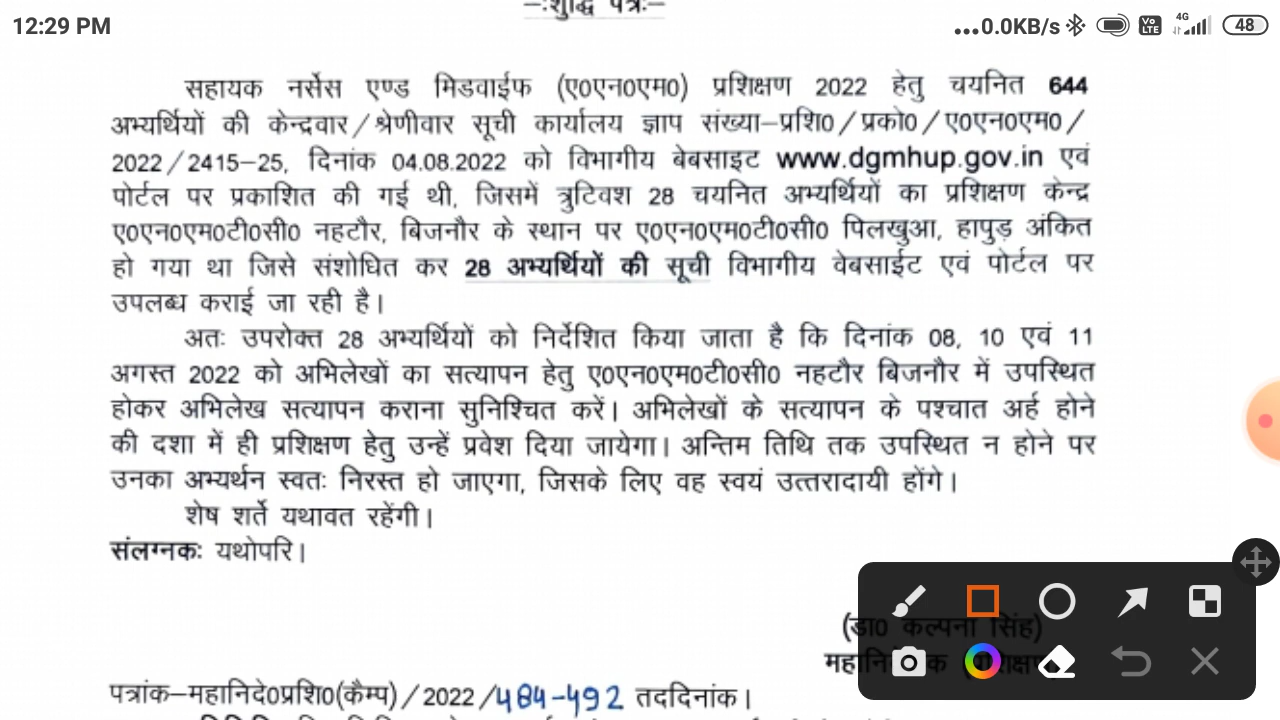 -:शुद्धि पत्र:-
12:29 PM
...0.0KB/s
Vo LTE
4G
48
सहायक नर्सेस एण्ड मिडवाईफ (ए0एन0एम0) प्रशिक्षण 2022 हेतु चयनित 644
अभ्यर्थियों की केन्द्रवार/श्रेणीवार सूची कार्यालय ज्ञाप संख्या-प्रशि0/प्रको0/ए0एन0एम0/
2022/2415-25, दिनांक 04.08.2022 को विभागीय बेबसाइट www.dgmhup.gov.in एवं
पोर्टल पर प्रकाशित की गई थी, जिसमें त्रुटिवश 28 चयनित अभ्यर्थियों का प्रशिक्षण केन्द्र
ए0एन0एम0टी0सी0 नहटौर, बिजनौर के स्थान पर ए0एन0एम0टी0सी0 पिलखुआ, हापुड़ अंकित
हो गया था जिसे संशोधित कर 28 अभ्यर्थियों की सूची विभागीय वेबसाईट एवं पोर्टल पर
उपलब्ध कराई जा रही है।
अतः उपरोक्त 28 अभ्यर्थियों को निर्देशित किया जाता है कि दिनांक 08, 10 एवं 11
अगस्त 2022 को अभिलेखों का सत्यापन हेतु ए0एन0एम0टी0सी0 नहटौर बिजनौर में उपस्थित
होकर अभिलेख सत्यापन कराना सुनिश्चित करें। अभिलेखों के सत्यापन के पश्चात अर्ह होने
की दशा में ही प्रशिक्षण हेतु उन्हें प्रवेश दिया जायेगा। अन्तिम तिथि तक उपस्थित न होने पर
उनका अभ्यर्थन स्वतः निरस्त हो जाएगा, जिसके लिए वह स्वयं उत्तरादायी होंगे।
शेष शर्ते यथावत रहेंगी।
संलग्नकः यथोपरि।
(डा0 कल्पना सिंह)
पत्रांक-महानिदे0प्रशि0(कैम्प)/2022/484-492 तददिनांक।